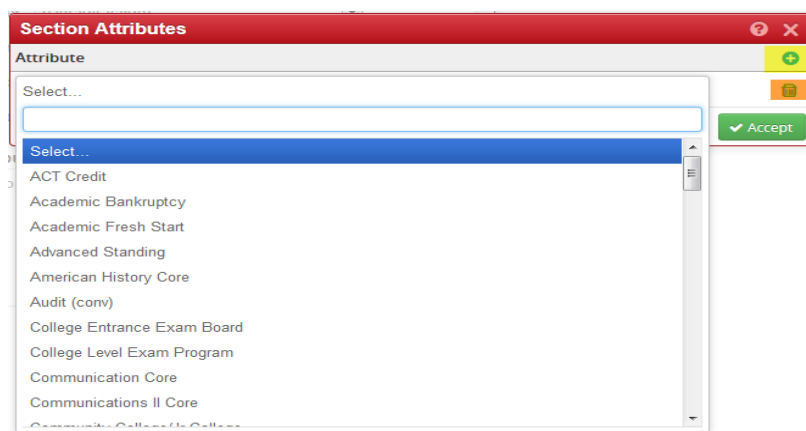 Section Attributes
Attribute
Select...
Accept
Select...
ACT Credit
Academic Bankruptcy
Academic Fresh Start
Advanced Standing
American History Core
Audit (conv)
College Entrance Exam Board
College Level Exam Program
Communication Core
Communications II Core